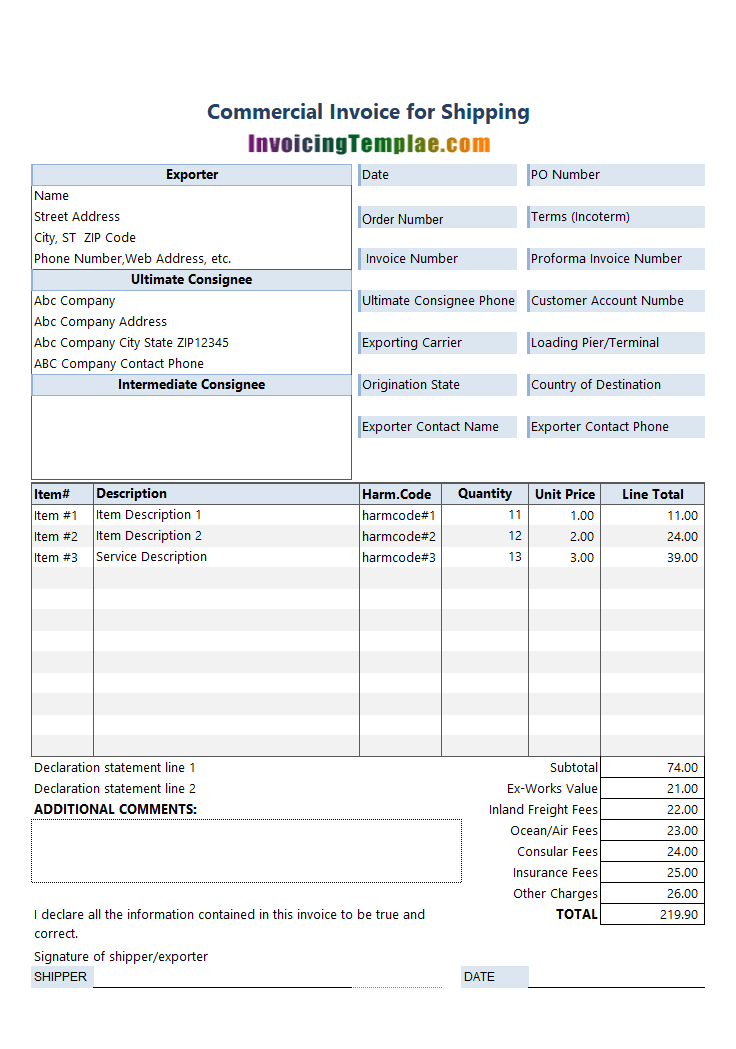 Commercial Invoice for Shipping
InvoicingTemplae.com
Exporter
Name
Street Address
City, ST  ZIP Code
Phone Number,Web Address, etc.
Ultimate Consignee
Abc Company
Abc Company Address
Abc Company City State ZIP12345
ABC Company Contact Phone
Intermediate Consignee
Date PO Number
Order Number Terms (Incoterm)
Invoice Number Proforma Invoice Number
Ultimate Consignee Phone Customer Account Numbe
Exporting Carrier Loading Pier/Terminal
Origination State Country of Destination
Exporter Contact Name Exporter Contact Phone
Item# Description Harm.Code Quantity Unit Price Line Total
Item #1 Item Description 1 harmcode#1 11 1.00 11.00
Item #2 Item Description 2 harmcode#2 12 2.00 24.00
Item #3 Service Description harmcode#3 13 3.00 39.00
Declaration statement line 1 Subtotal 74.00
Declaration statement line 2 Ex-Works Value 21.00
ADDITIONAL COMMENTS: Inland Freight Fees 22.00
Ocean/Air Fees 23.00
Consular Fees 24.00
Insurance Fees 25.00
Other Charges 26.00
I declare all the information contained in this invoice to be true and TOTAL 219.90
correct.
Signature of shipper/exporter
SHIPPER DATE